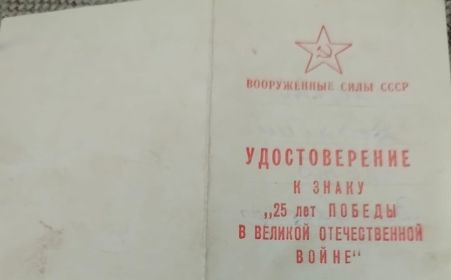 ВООРУЖЕННЫЕ СИЛЫ СССР
УДОСТОВЕРЕНИЕ
К ЗНАКУ
„25 лет ПОБЕДЫ
В ВЕЛИКОЙ ОТЕЧЕСТВЕННОЙ
ВОЙНЕ“